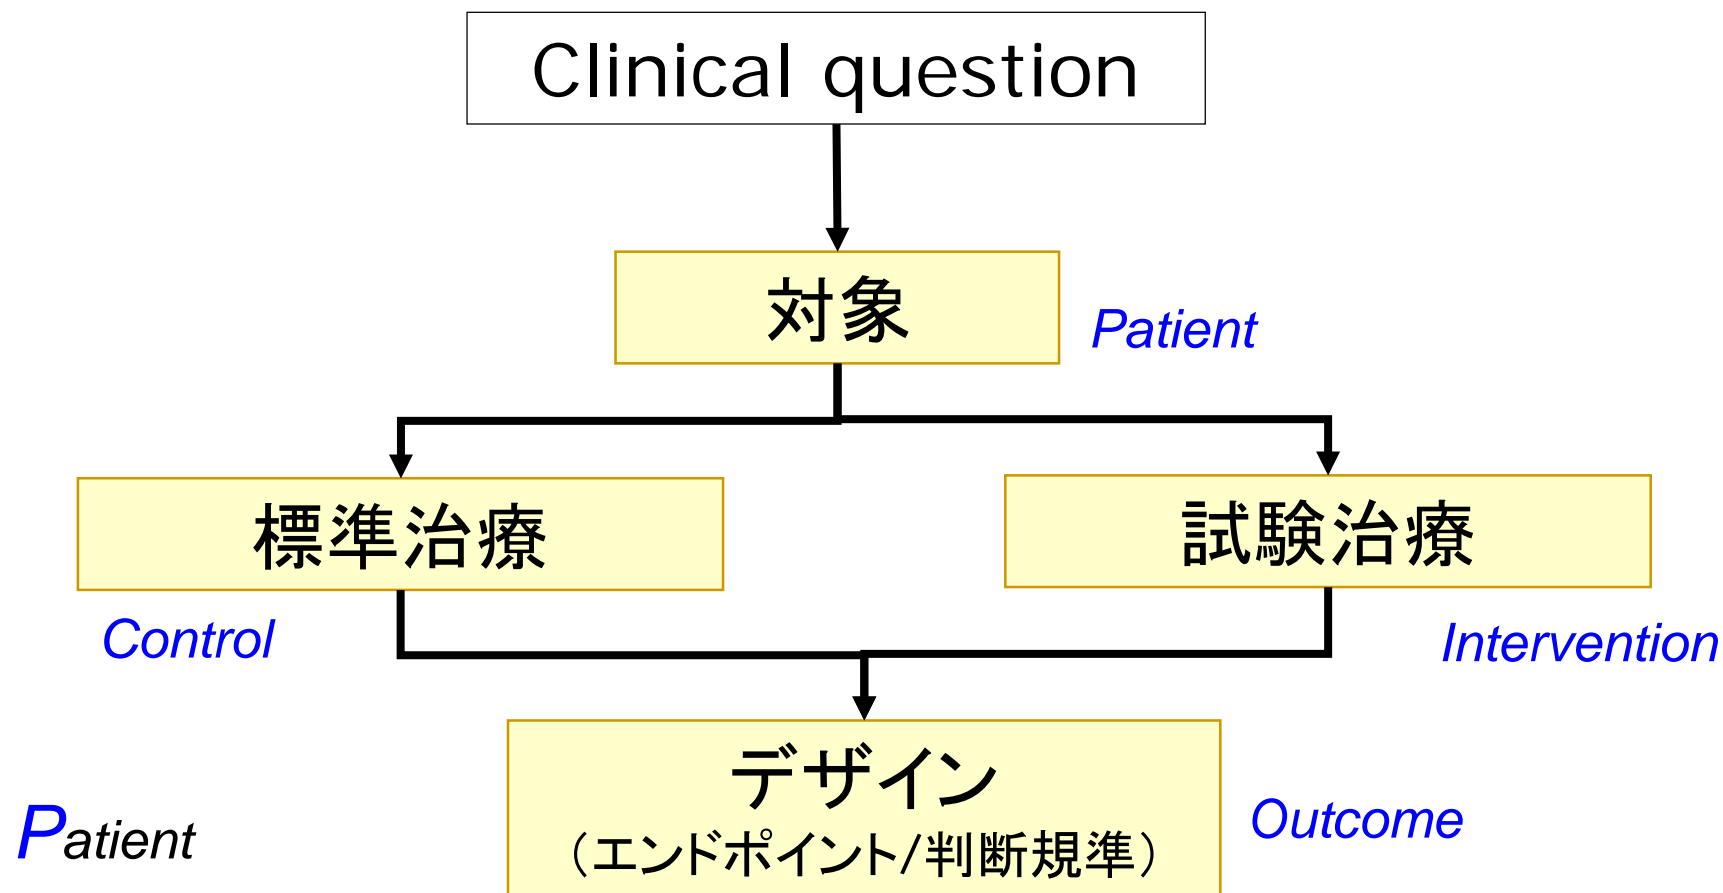 Clinical question
対象
Patient
標準治療
試験治療
Control
Intervention
デザイン
（エンドポイント/判断規準）
Outcome
Patient